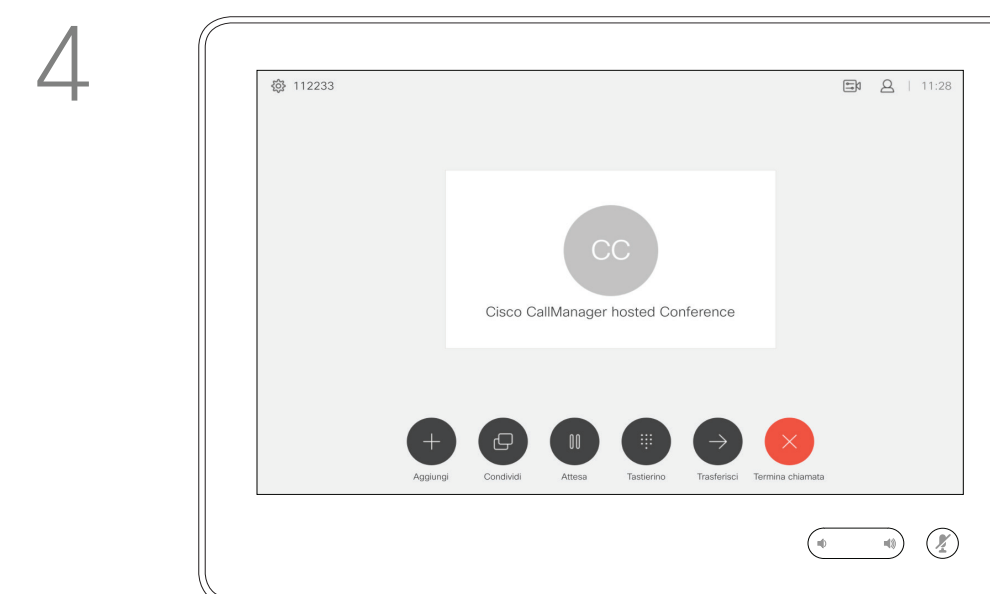 4
112233
| 11:28
CC
Cisco CallManager hosted Conference
Aggiungi
Condividi
Attesa
Tastierino
Trasferisci
Termina chiamata